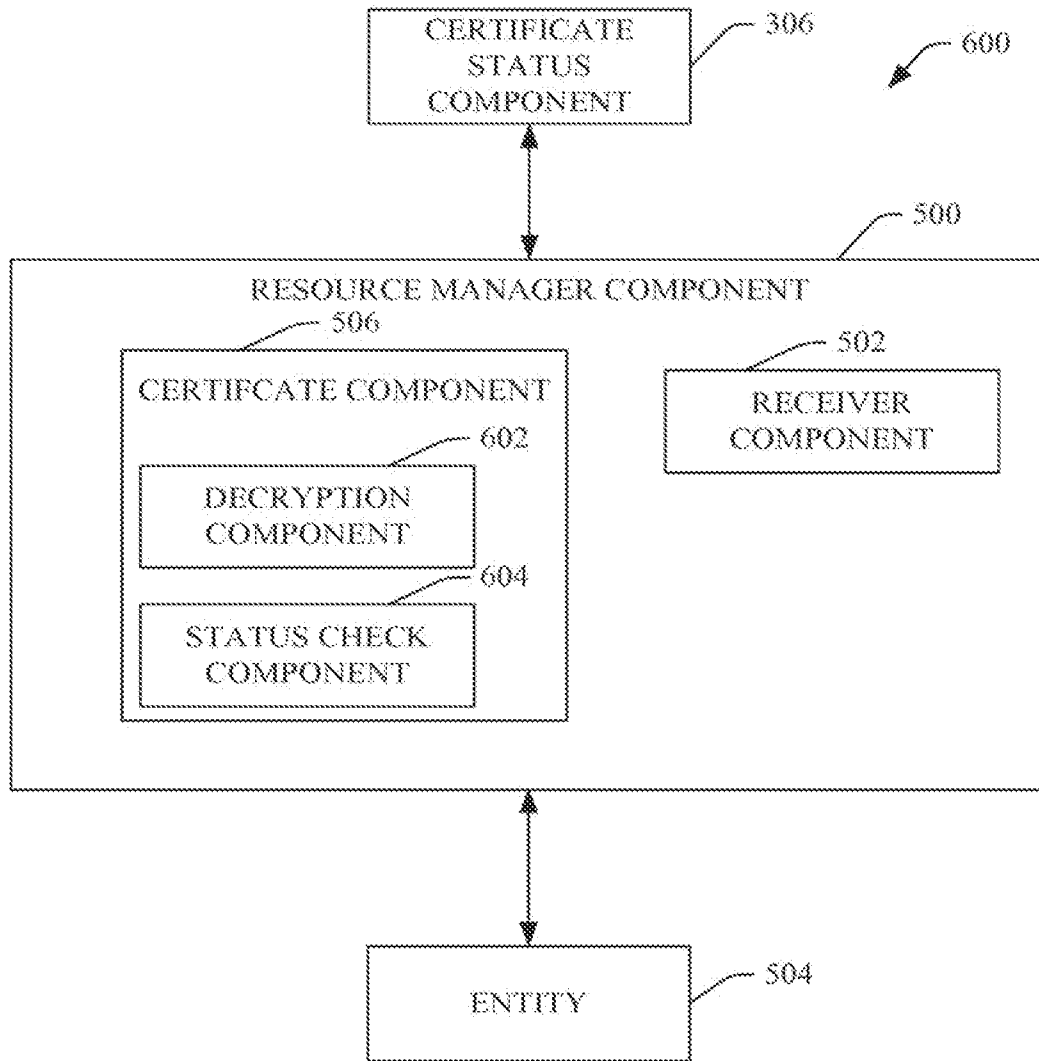 CERTIFICATE
STATUS
COMPONENT
306
600
500
RESOURCE MANAGER COMPONENT
506
CERTIFCATE COMPONENT
502
RECEIVER
COMPONENT
602
DECRYPTION
COMPONENT
604
STATUS CHECK
COMPONENT
ENTITY
504